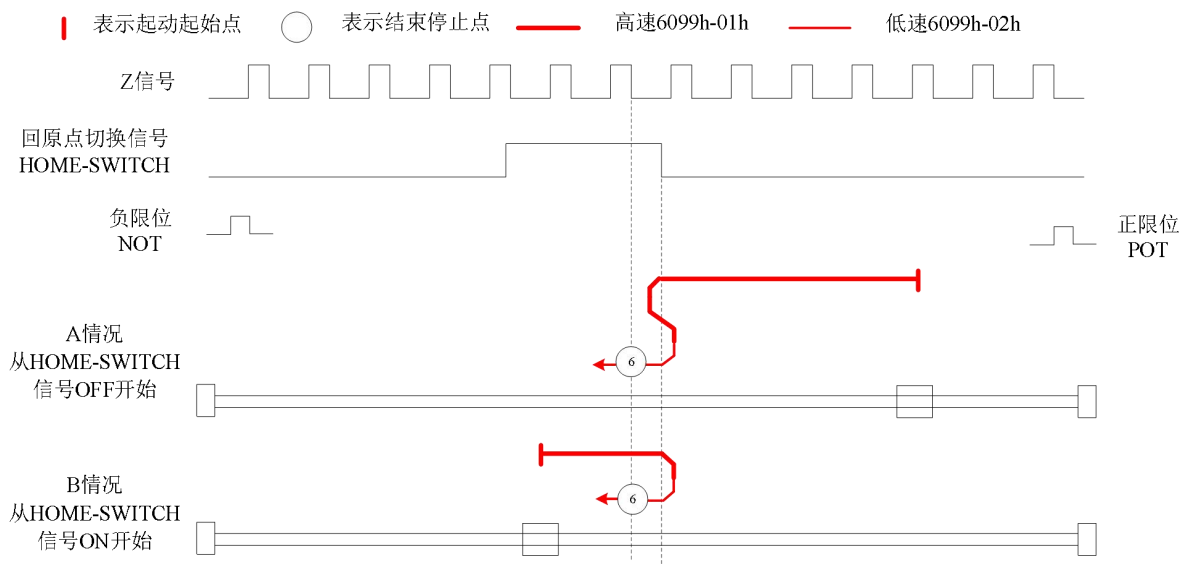 表示起动起始点
表示结束停止点
高速6099h-01h
低速6099h-02h
Z信号
回原点切换信号
HOME-SWITCH
负限位
NOT
正限位
POT
A情况
从HOME-SWITCH
信号OFF开始
6
B情况
从HOME-SWITCH
信号ON开始
6